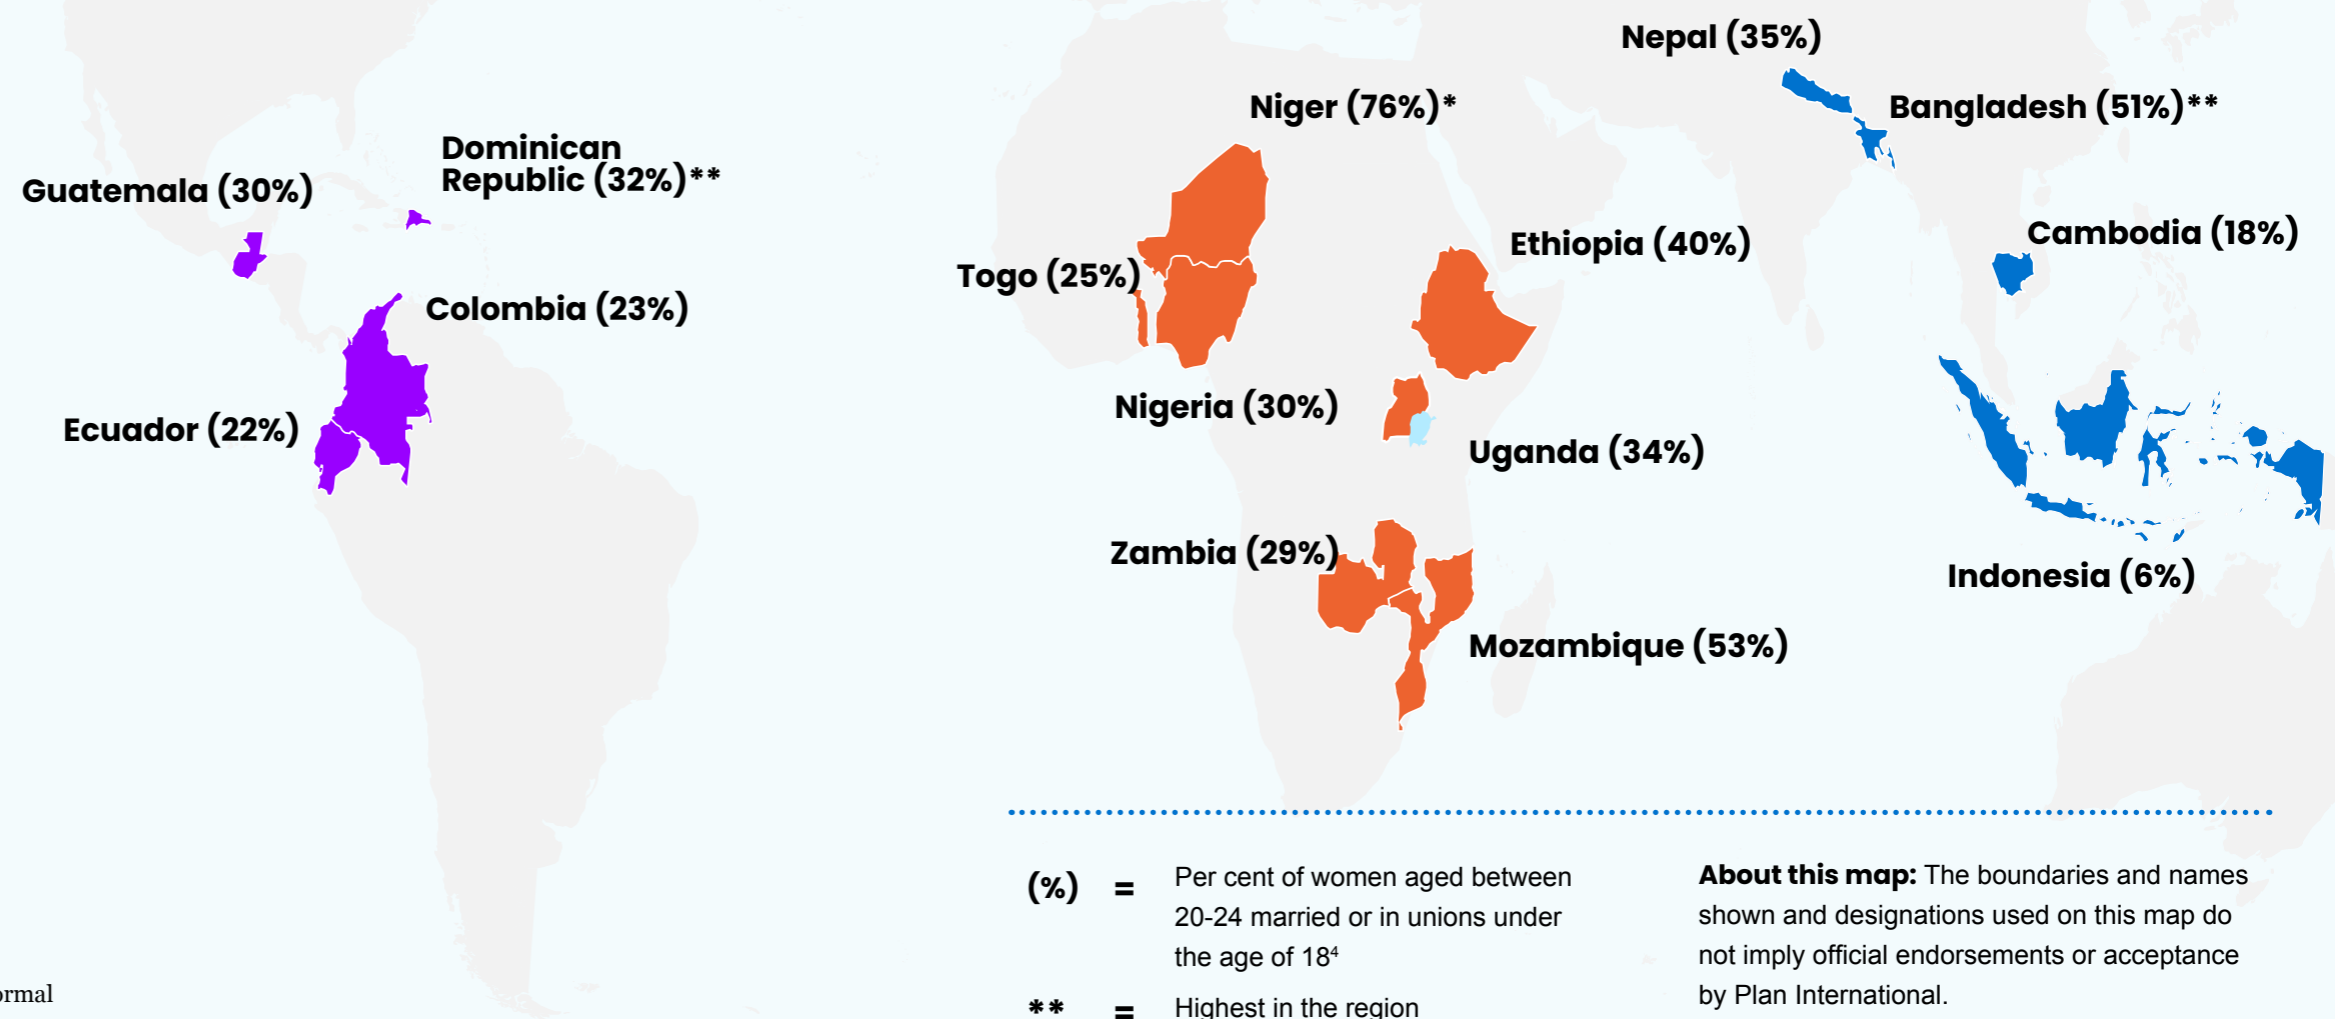 Nepal (35%)
Niger (76%)*
Bangladesh (51%)**
Dominican
Republic (32%)**
Guatemala (30%)
Cambodia (18%)
Ethiopia (40%)
Togo (25%)
Colombia (23%)
Nigeria (30%)
Ecuador (22%)
Uganda (34%)
Zambia (29%)
Indonesia (6%)
Mozambique (53%)
(%) = Per cent of women aged between
20-24 married or in unions under
the age of 18⁴
** = Highest in the region
About this map: The boundaries and names
shown and designations used on this map do
not imply official endorsements or acceptance
by Plan International.